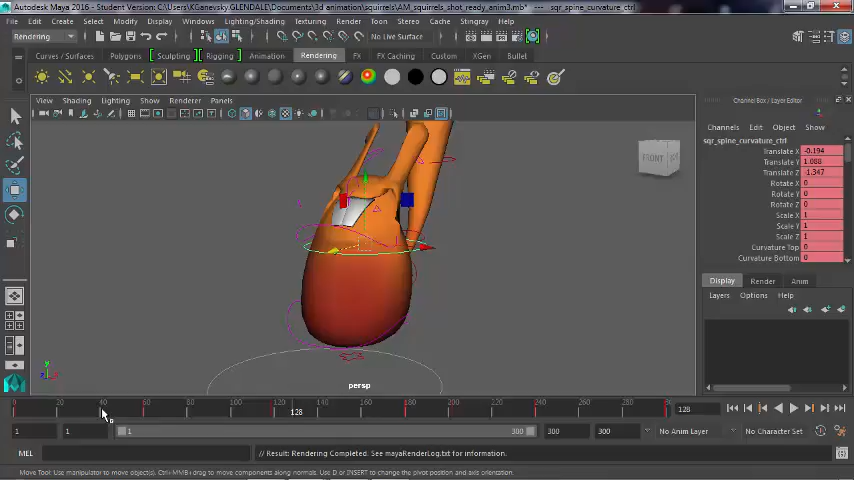 Autodesk Maya 2016 - Student Version: C:\Users\KGanevsky.GLENDALE\Documents\3d animation\squirrels\AM_squirrels_shot_ready_anim3.mb* --- sqr_spine_curvature_ctrl
File Edit Create Select Modify Display Windows Lighting/Shading Texturing Render Toon Stereo Cache Help
Rendering No Live Surface
Curves / Surfaces Polygons Sculpting Rigging Animation Rendering FX FX Caching Custom XGen Bullet
View Shading Lighting Show Renderer Panels
Channel Box / Layer Editor
Channels Edit Object Show
sqr_spine_curvature_ctrl
Translate X -0.194
Translate Y 1.088
Translate Z -1.347
Rotate X 0
Rotate Y 0
Rotate Z 0
Scale X 1
Scale Y 1
Scale Z 1
Curvature Top 0
Curvature Bottom 0
FRONT
Display Render Anim
Layers Options Help
persp
0 20 40 60 80 100 120 140 160 180 200 220 240 260 280
128 128
1 1 1 300 300 300 No Anim Layer No Character Set
MEL // Result: Rendering Completed. See mayaRenderLog.txt for information.
Move Tool: Use manipulator to move object(s). Ctrl+MMB+drag to move components along normals. Use D or INSERT to change the pivot position and axis orientation.